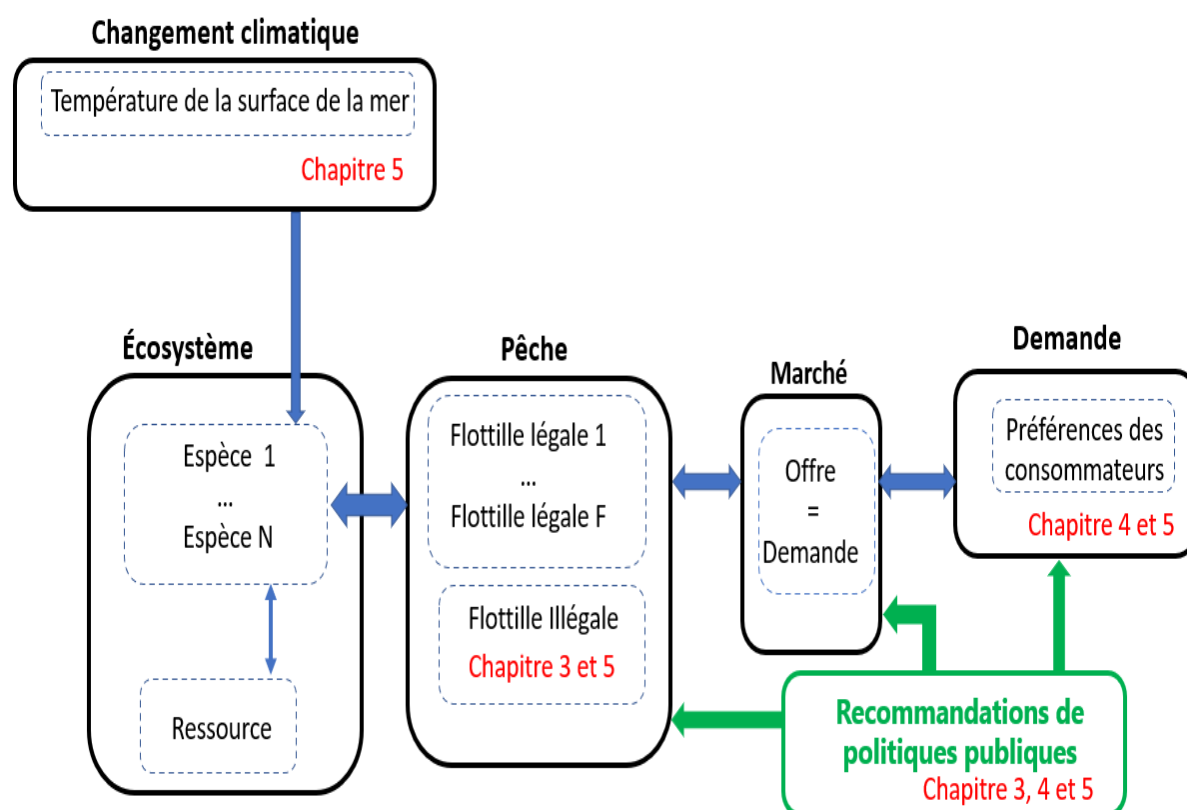 Changement climatique
Température de la surface de la mer
Chapitre 5
Écosystème
Espèce 1
...
Espèce N
Ressource
Pêche
Flottille légale 1
...
Flottille légale F
Flottille Illégale
Chapitre 3 et 5
Marché
Offre
=
Demande
Demande
Préférences des
consommateurs
Chapitre 4 et 5
Recommandations de
politiques publiques
Chapitre 3, 4 et 5